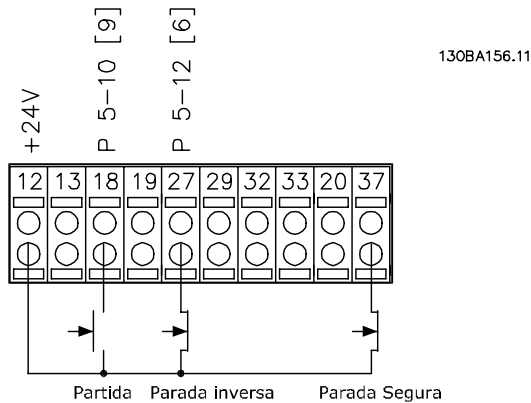 130BA156.11
+24V
P 5-10 [9]
P 5-12 [6]
12 13 18 19 27 29 32 33 20 37
Partida Parada inversa Parada Segura